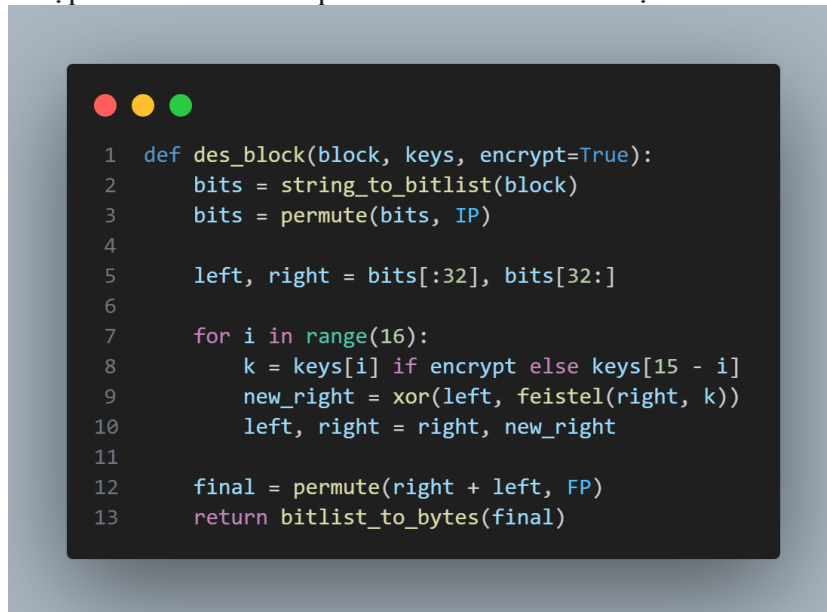 1 def des_block(block, keys, encrypt=True):
2     bits = string_to_bitlist(block)
3     bits = permute(bits, IP)
4
5     left, right = bits[:32], bits[32:]
6
7     for i in range(16):
8         k = keys[i] if encrypt else keys[15 - i]
9         new_right = xor(left, feistel(right, k))
10         left, right = right, new_right
11
12     final = permute(right + left, FP)
13     return bitlist_to_bytes(final)